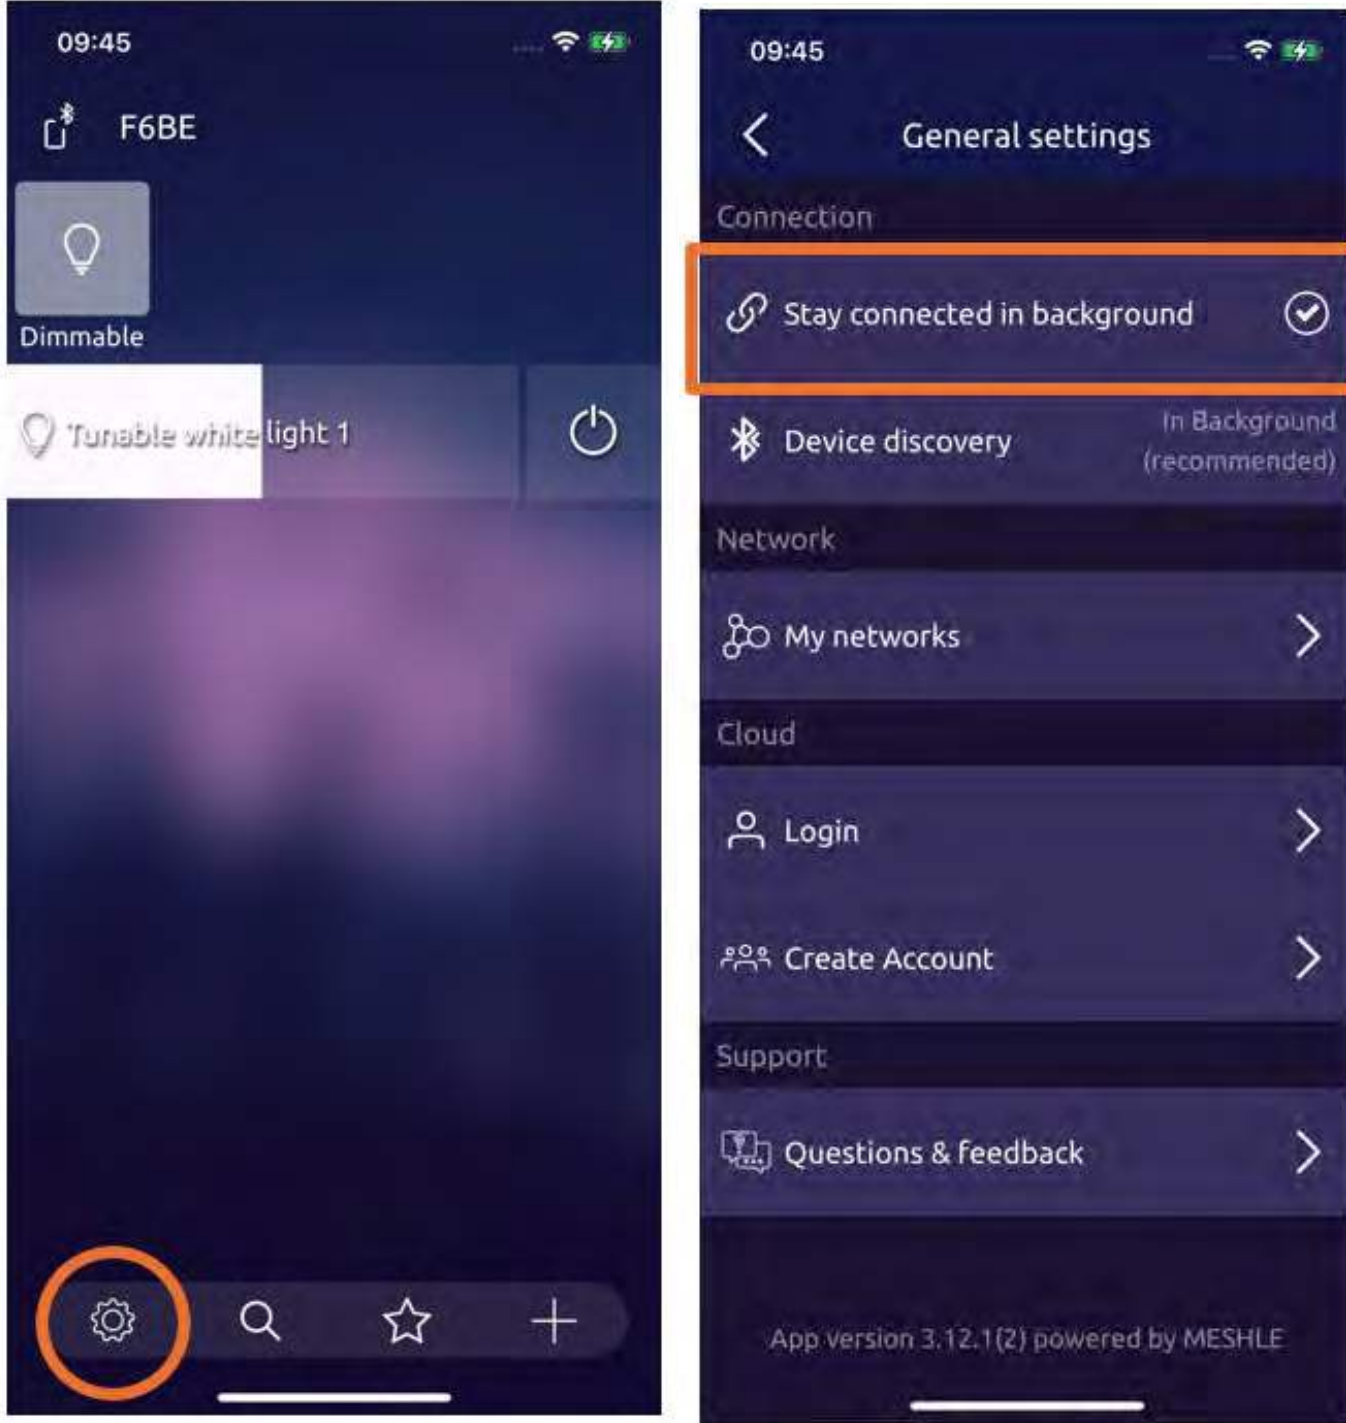 09:45
F6BE
Dimmable
Tunable white light 1
09:45
General settings
Connection
Stay connected in background
Device discovery
In Background
(recommended)
Network
My networks
Cloud
Login
Create Account
Support
Questions & feedback
App version 3.12.1(2) powered by MESHLE